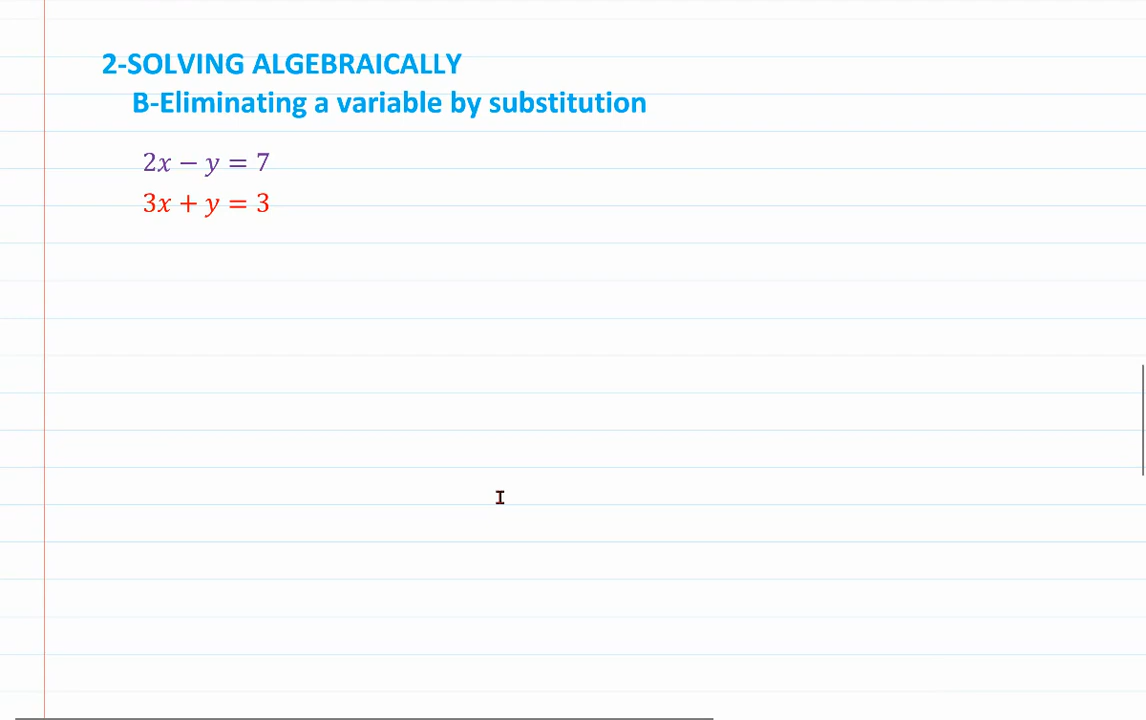 2-SOLVING ALGEBRAICALLY
B-Eliminating a variable by substitution
2x − y = 7
3x + y = 3